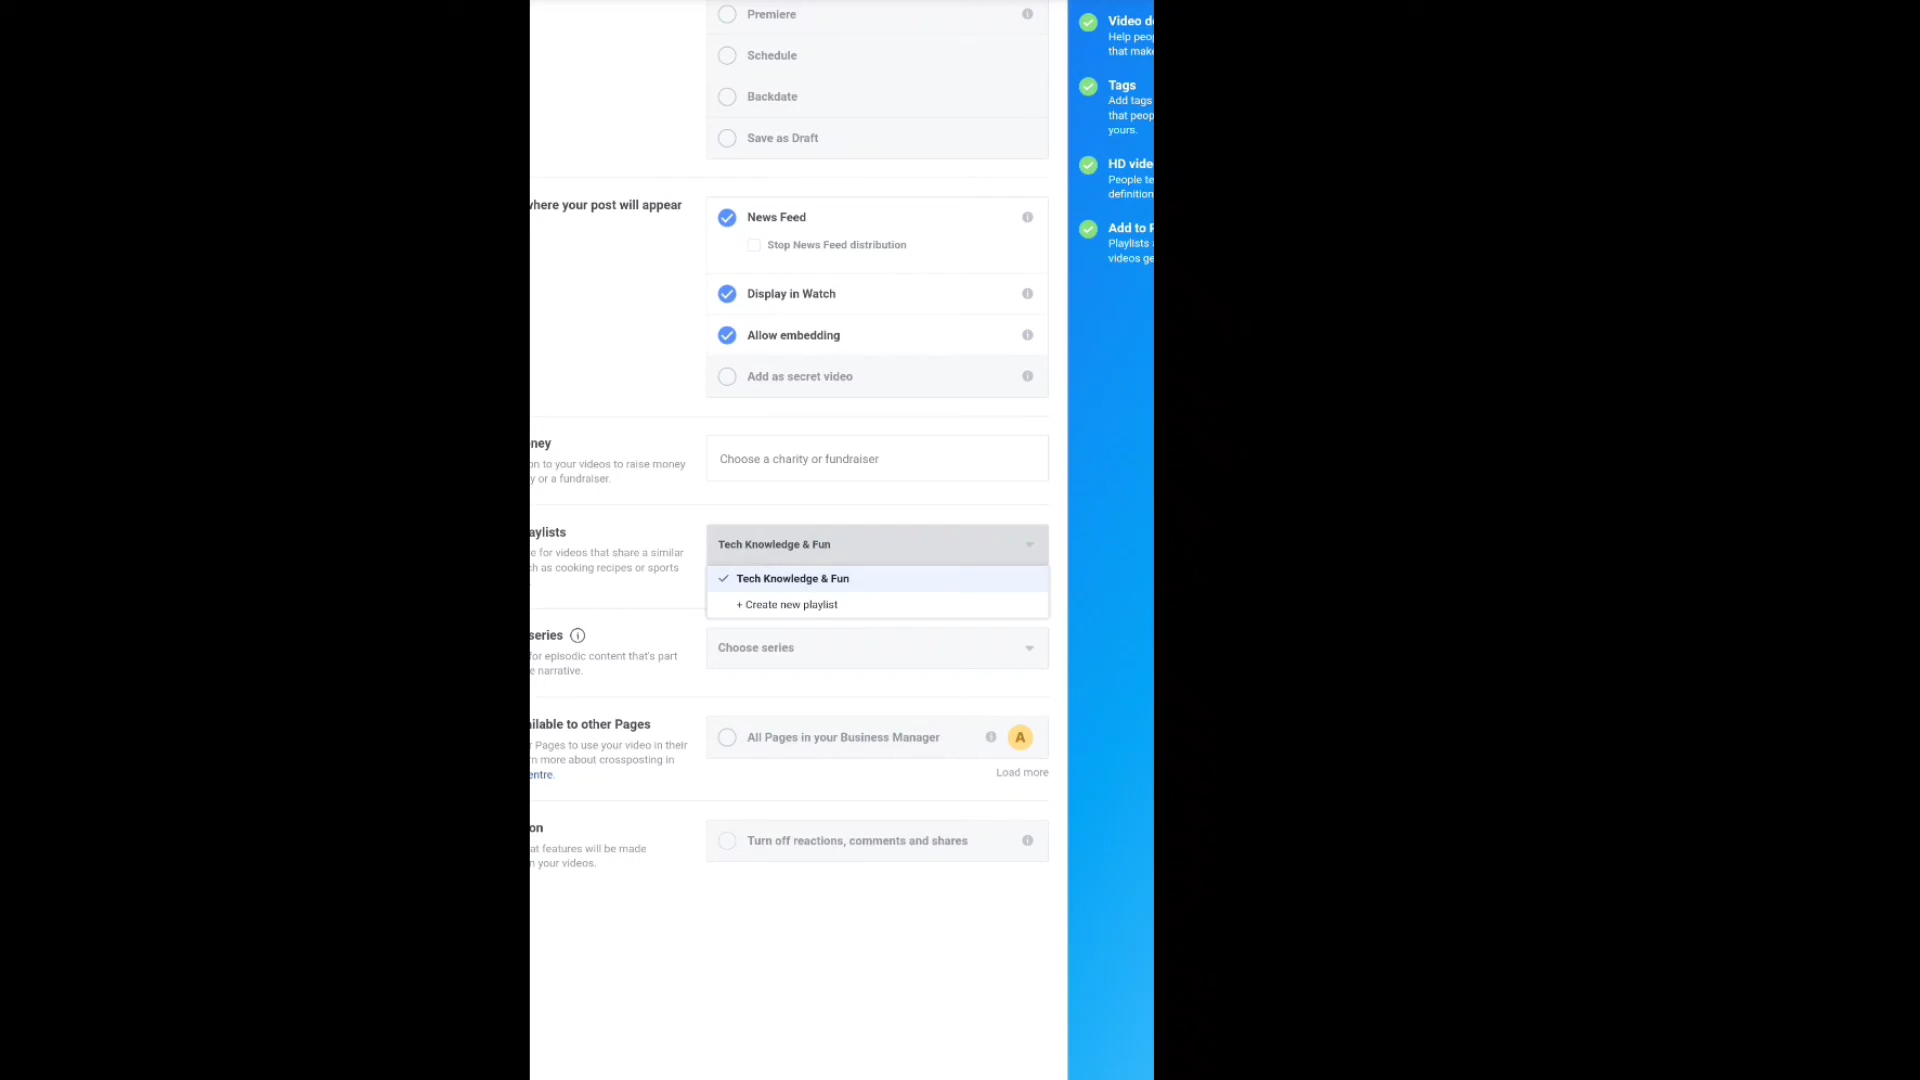 Premiere
Schedule
Backdate
Save as Draft
where your post will appear
News Feed
Stop News Feed distribution
Display in Watch
Allow embedding
Add as secret video
ney
on to your videos to raise money
y or a fundraiser.
Choose a charity or fundraiser
aylists
e for videos that share a similar
ch as cooking recipes or sports
Tech Knowledge & Fun
Tech Knowledge & Fun
+ Create new playlist
series
for episodic content that's part
e narrative.
Choose series
ilable to other Pages
r Pages to use your video in their
n more about crossposting in
entre.
All Pages in your Business Manager
A
Load more
on
at features will be made
n your videos.
Turn off reactions, comments and shares
Video de
Help peop
that make
Tags
Add tags
that peop
yours.
HD vide
People te
definition
Add to P
Playlists a
videos ge